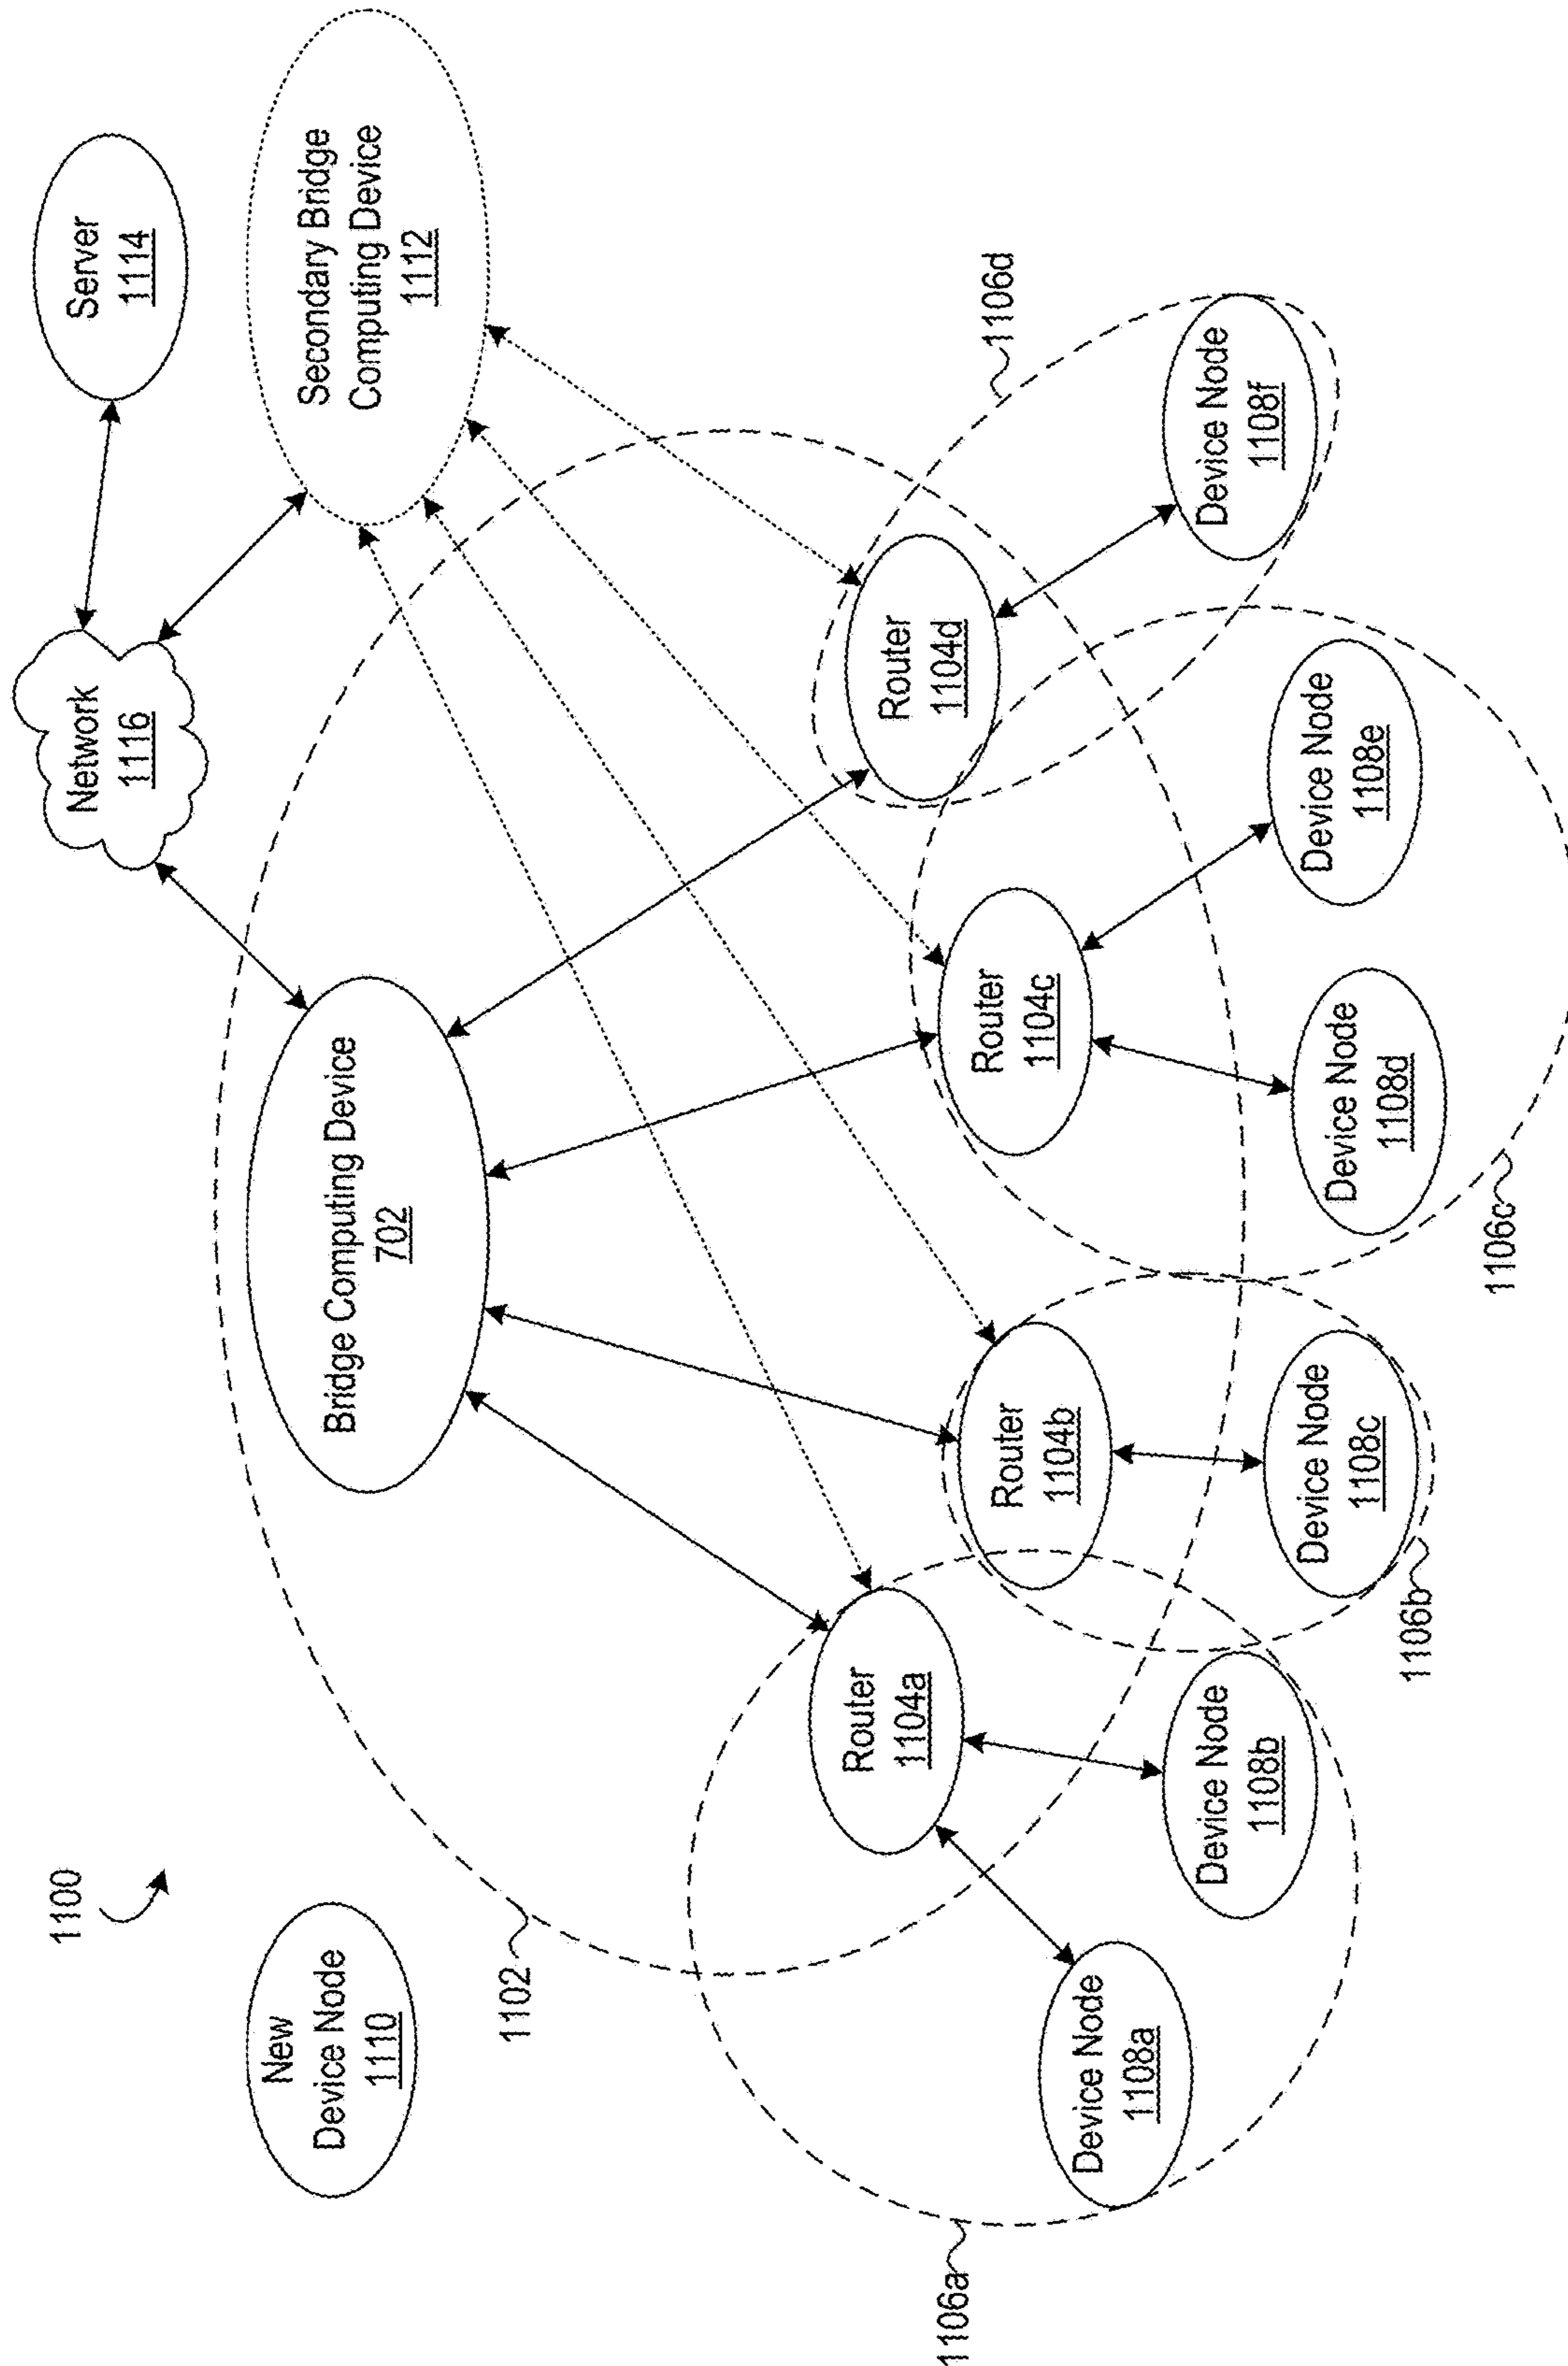 1100
New
Device Node
1110
Network
1116
Server
1114
1102
Bridge Computing Device
702
Secondary Bridge
Computing Device
1112
1106a
Router
1104a
Router
1104b
Router
1104c
Router
1104d
1106d
Device Node
1108a
Device Node
1108b
Device Node
1108c
Device Node
1108d
Device Node
1108e
Device Node
1108f
1106b
1106c